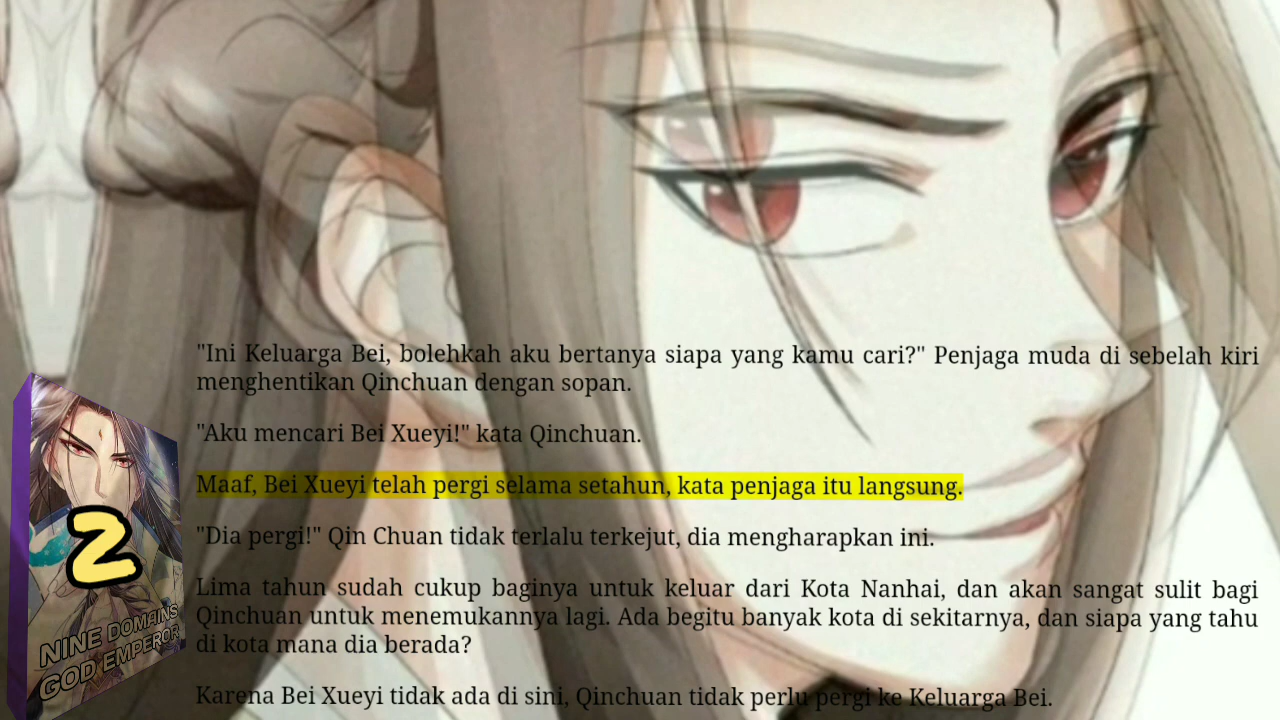 "Ini Keluarga Bei, bolehkah aku bertanya siapa yang kamu cari?" Penjaga muda di sebelah kiri
menghentikan Qinchuan dengan sopan.
"Aku mencari Bei Xueyi!" kata Qinchuan.
Maaf, Bei Xueyi telah pergi selama setahun, kata penjaga itu langsung.
"Dia pergi!" Qin Chuan tidak terlalu terkejut, dia mengharapkan ini.
Lima tahun sudah cukup baginya untuk keluar dari Kota Nanhai, dan akan sangat sulit bagi
Qinchuan untuk menemukannya lagi. Ada begitu banyak kota di sekitarnya, dan siapa yang tahu
di kota mana dia berada?
Karena Bei Xueyi tidak ada di sini, Qinchuan tidak perlu pergi ke Keluarga Bei.
2
NINE DOMAINS
GOD EMPEROR